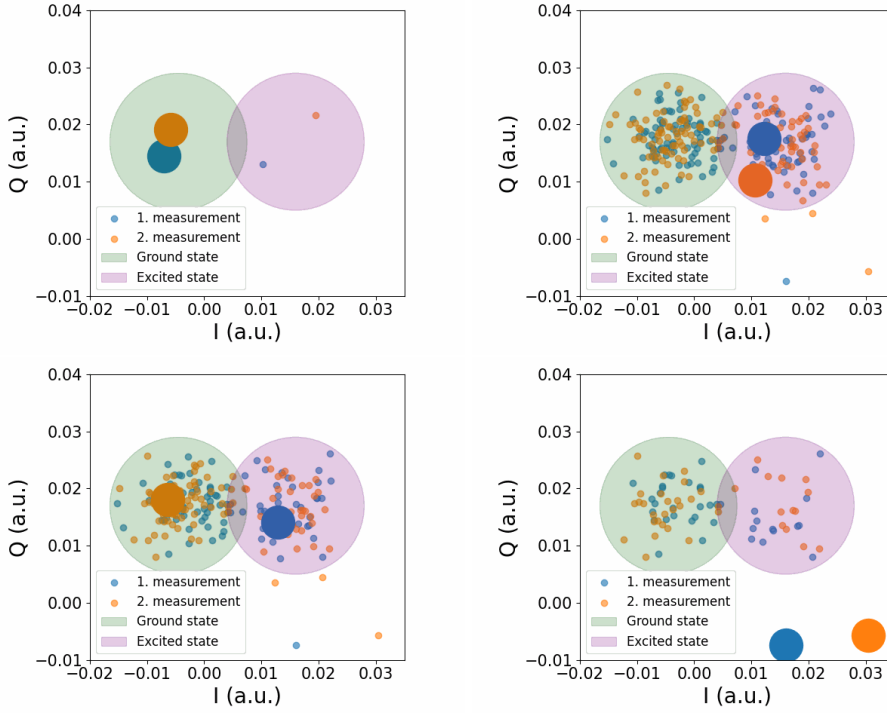 0.04
0.03
0.02
0.01
0.00
−0.01
Q (a.u.)
1. measurement
2. measurement
Ground state
Excited state
−0.02 −0.01 0.00 0.01 0.02 0.03
I (a.u.)
0.04
0.03
0.02
0.01
0.00
−0.01
Q (a.u.)
1. measurement
2. measurement
Ground state
Excited state
−0.02 −0.01 0.00 0.01 0.02 0.03
I (a.u.)
0.04
0.03
0.02
0.01
0.00
−0.01
Q (a.u.)
1. measurement
2. measurement
Ground state
Excited state
−0.02 −0.01 0.00 0.01 0.02 0.03
I (a.u.)
0.04
0.03
0.02
0.01
0.00
−0.01
Q (a.u.)
1. measurement
2. measurement
Ground state
Excited state
−0.02 −0.01 0.00 0.01 0.02 0.03
I (a.u.)